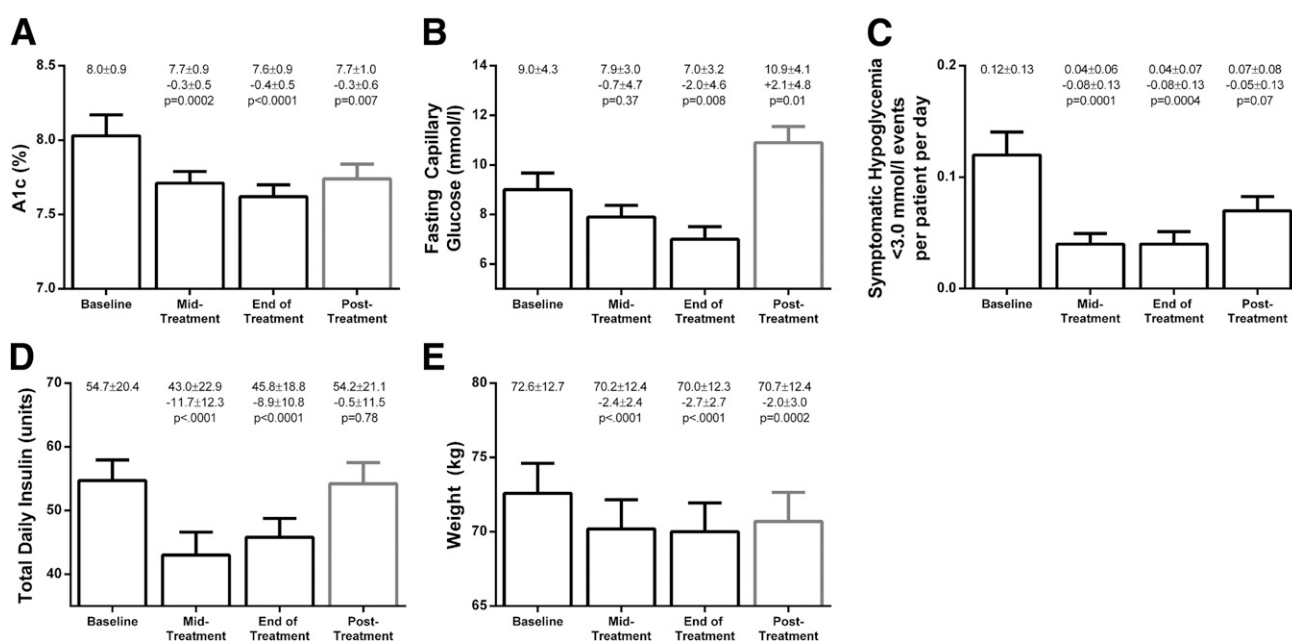 A
A1c (%)
8.5
8.0
7.5
7.0
8.0±0.9
7.7±0.9
-0.3±0.5
p=0.0002
7.6±0.9
-0.4±0.5
p<0.0001
7.7±1.0
-0.3±0.6
p=0.007
Baseline
Mid-
Treatment
End of
Treatment
Post-
Treatment
B
Fasting Capillary
Glucose (mmol/l)
14
12
10
8
6
9.0±4.3
7.9±3.0
-0.7±4.7
p=0.37
7.0±3.2
-2.0±4.6
p=0.008
10.9±4.1
+2.1±4.8
p=0.01
Baseline
Mid-
Treatment
End of
Treatment
Post-
Treatment
C
Symptomatic Hypoglycemia
<3.0 mmol/l events
per patient per day
0.2
0.1
0.0
0.12±0.13
0.04±0.06
-0.08±0.13
p=0.0001
0.04±0.07
-0.08±0.13
p=0.0004
0.07±0.08
-0.05±0.13
p=0.07
Baseline
Mid-
Treatment
End of
Treatment
Post-
Treatment
D
Total Daily Insulin (units)
70
60
50
40
54.7±20.4
43.0±22.9
-11.7±12.3
p<.0001
45.8±18.8
-8.9±10.8
p<0.0001
54.2±21.1
-0.5±11.5
p=0.78
Baseline
Mid-
Treatment
End of
Treatment
Post-
Treatment
E
Weight (kg)
80
75
70
65
72.6±12.7
70.2±12.4
-2.4±2.4
p<.0001
70.0±12.3
-2.7±2.7
p<.0001
70.7±12.4
-2.0±3.0
p=0.0002
Baseline
Mid-
Treatment
End of
Treatment
Post-
Treatment